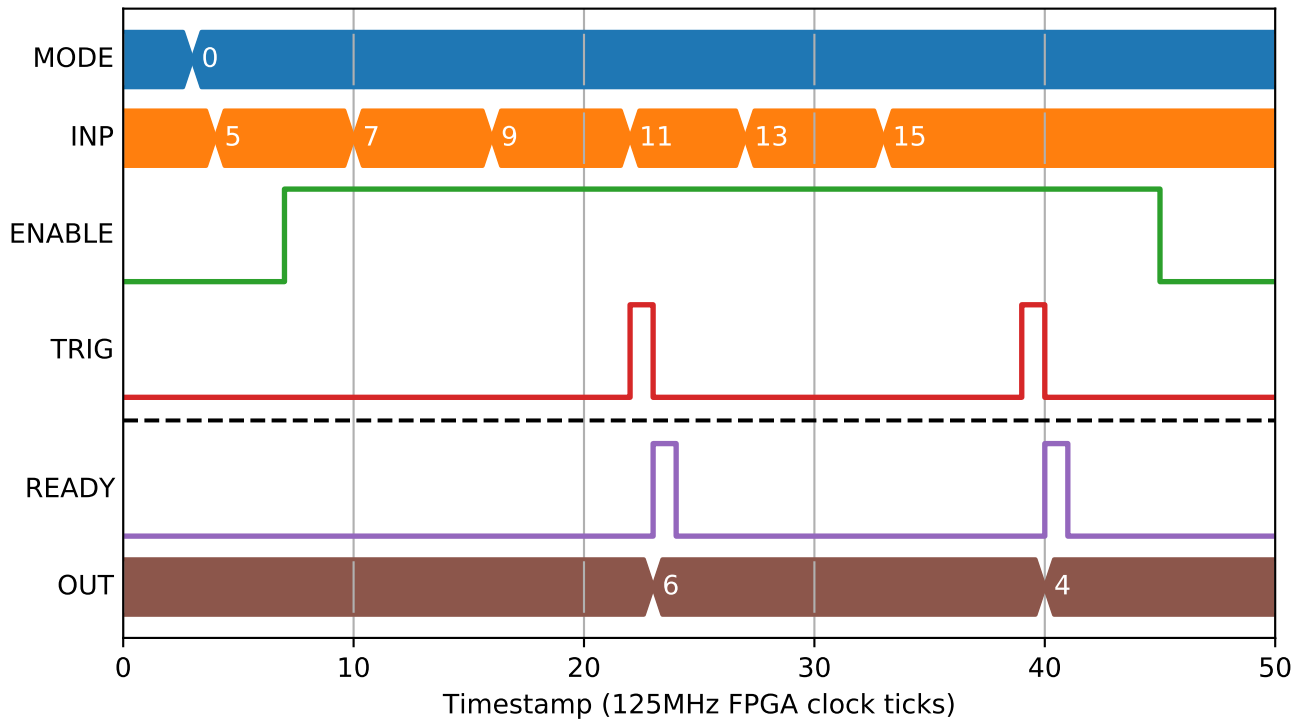 MODE 0
INP 5 7 9 11 13 15
ENABLE
TRIG
READY
OUT 6 4
0 10 20 30 40 50
Timestamp (125MHz FPGA clock ticks)